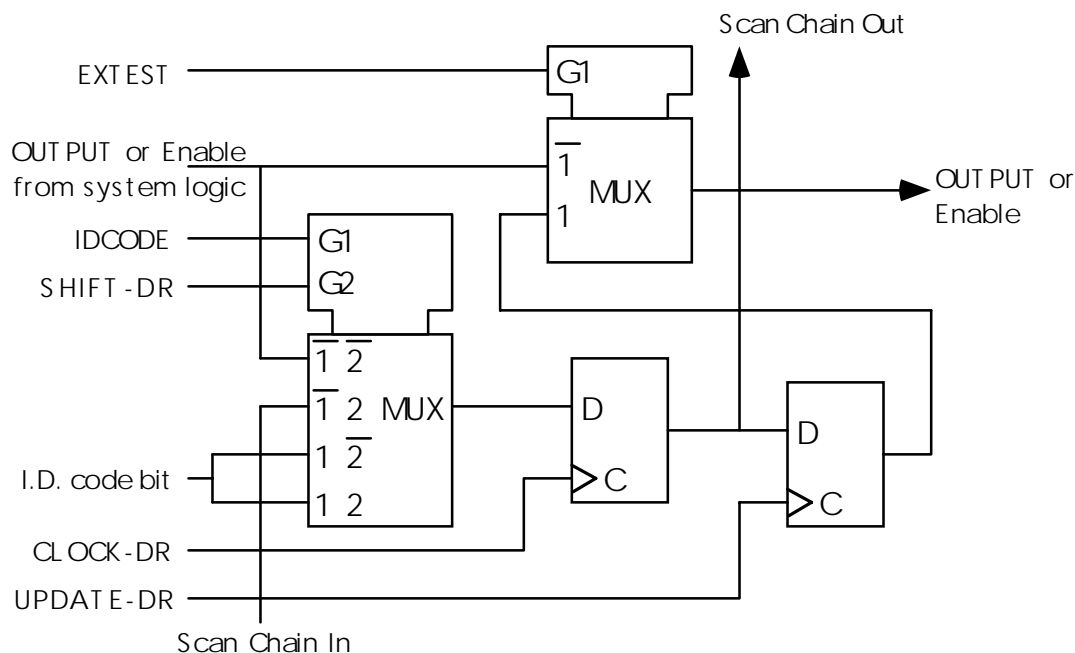 Scan Chain Out
EXTEST
G1
OUTPUT or Enable
from system logic
1
MUX
1
OUTPUT or
Enable
IDCODE
G1
SHIFT-DR
G2
1 2
1 2 MUX
1 2
1 2
D
C
D
C
I.D. code bit
CLOCK-DR
UPDATE-DR
Scan Chain In